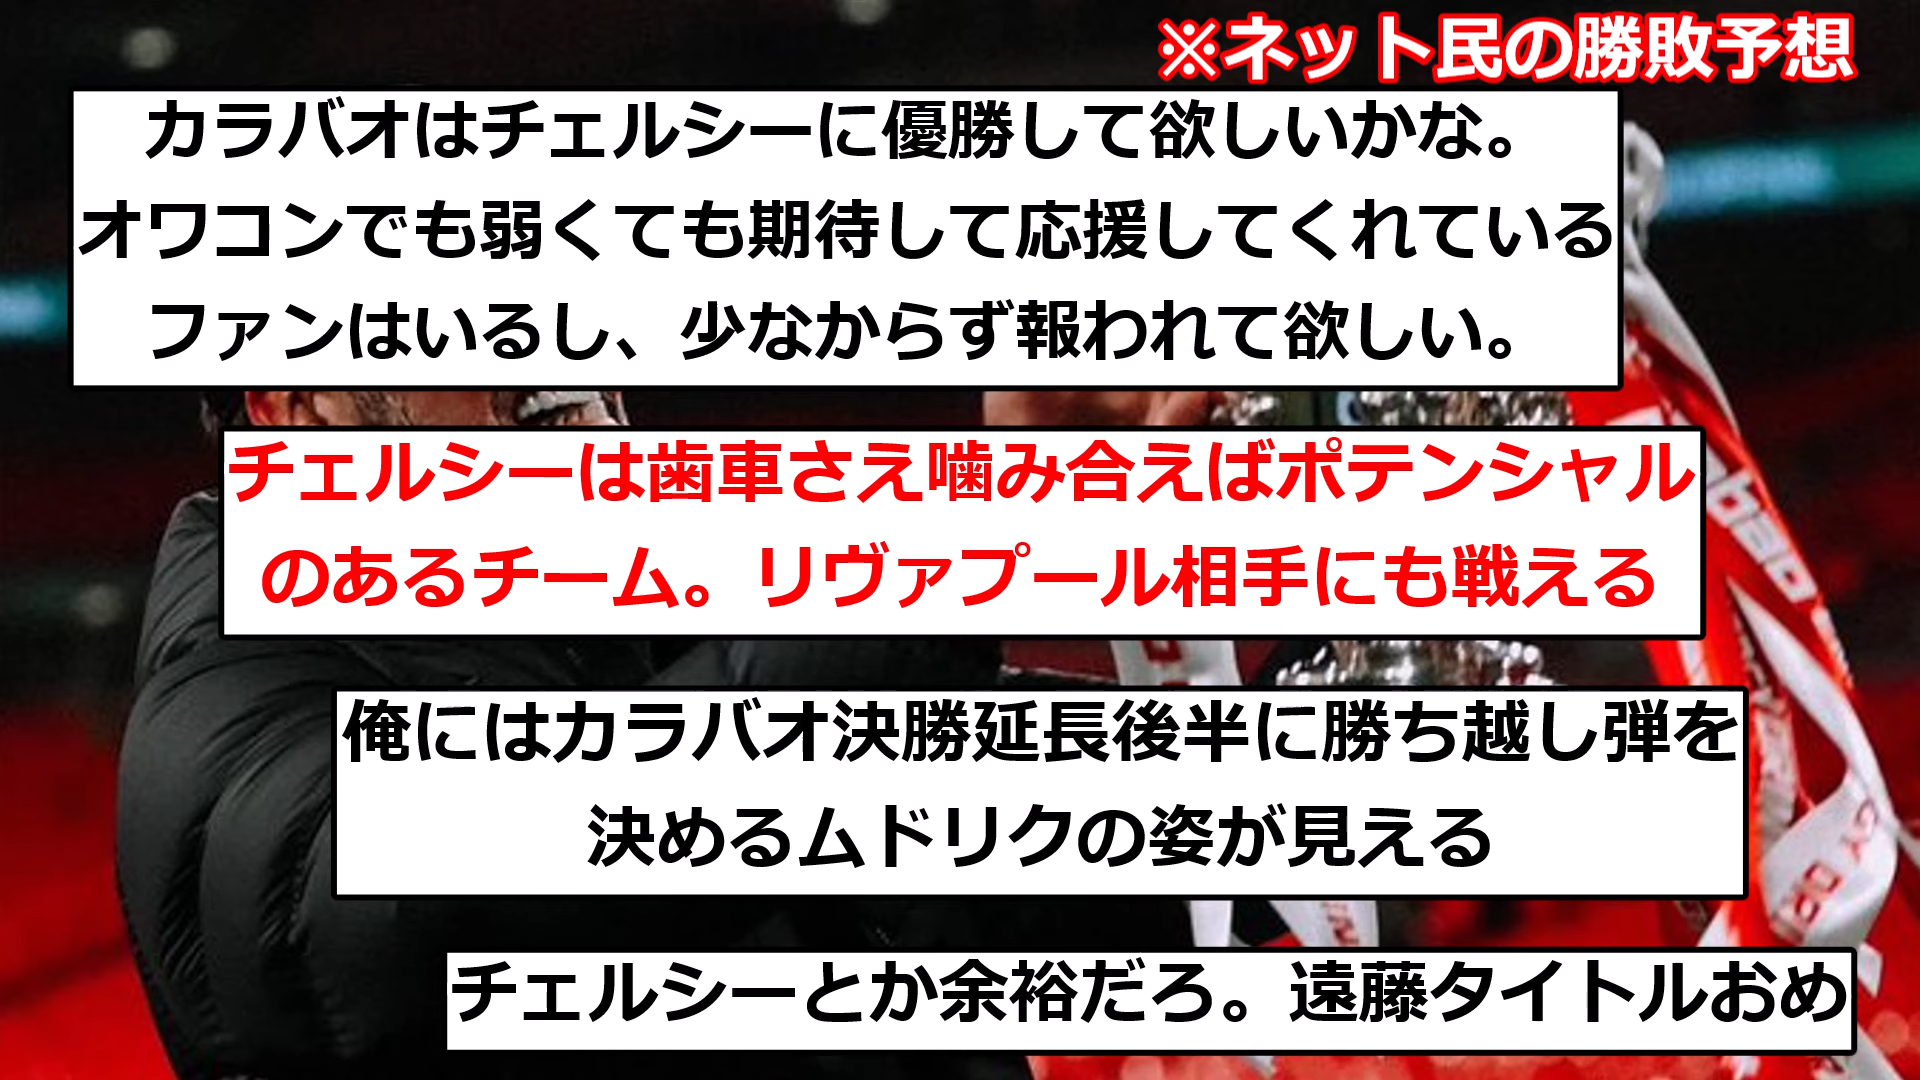 ※ネット民の勝敗予想
カラバオはチェルシーに優勝して欲しいかな。
オワコンでも弱くても期待して応援してくれている
ファンはいるし、少なからず報われて欲しい。
チェルシーは歯車さえ噛み合えばポテンシャル
のあるチーム。リヴァプール相手にも戦える
俺にはカラバオ決勝延長後半に勝ち越し弾を
決めるムドリクの姿が見える
チェルシーとか余裕だろ。遠藤タイトルおめ